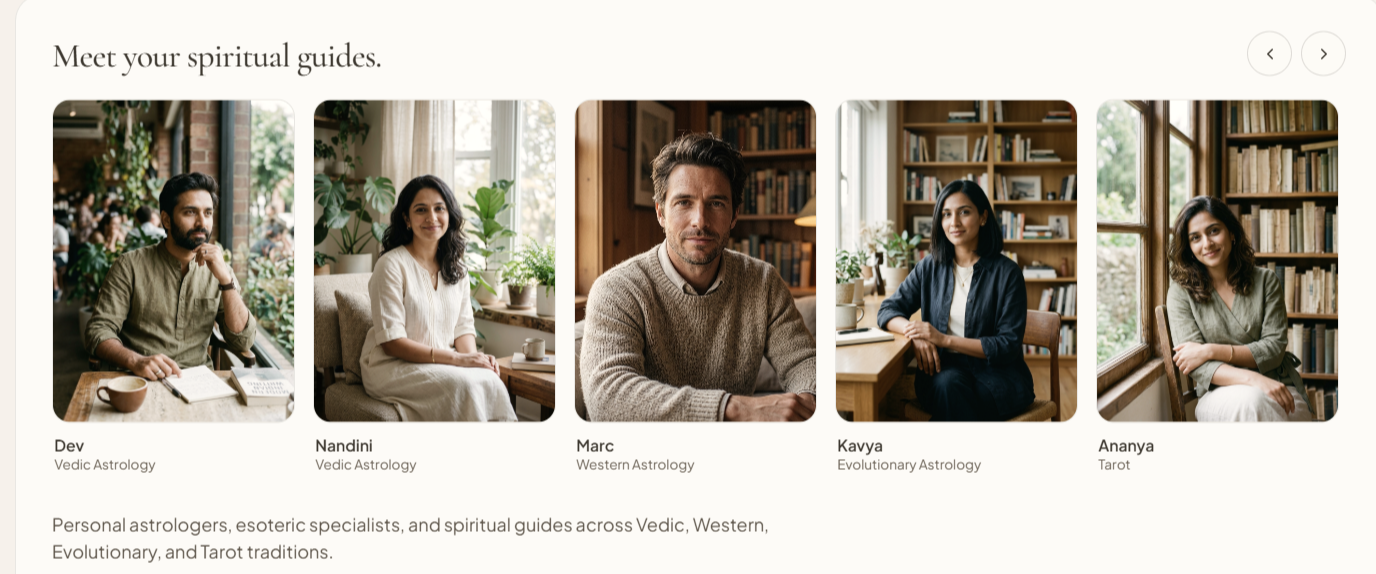 Meet your spiritual guides.
Dev
Vedic Astrology
Nandini
Vedic Astrology
Marc
Western Astrology
Kavya
Evolutionary Astrology
Ananya
Tarot
Personal astrologers, esoteric specialists, and spiritual guides across Vedic, Western,
Evolutionary, and Tarot traditions.